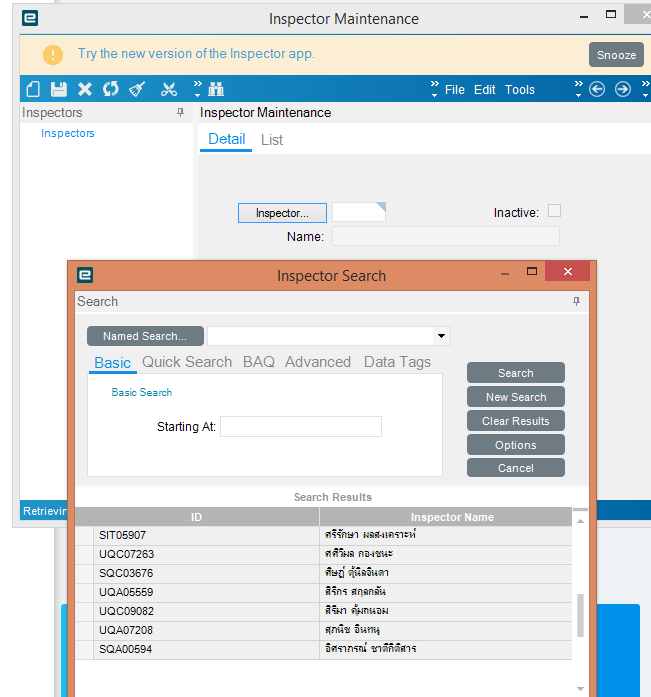 Inspector Maintenance
Try the new version of the Inspector app.
Snooze
File Edit Tools
Inspectors
Inspector Maintenance
Inspectors
Detail List
Inspector...
Inactive:
Name:
Inspector Search
Search
Named Search...
Basic Quick Search BAQ Advanced Data Tags
Basic Search
Starting At:
Search
New Search
Clear Results
Options
Cancel
Retrievin
Search Results
ID Inspector Name
SIT05907 ศรีรักษา ผลสงเคราะห์
UQC07263 ศศิวิมล กองชนะ
SQC03676 ศิษฎ์ ตุ้นิลจินดา
UQA05559 สิริกร สกุลกลั่น
UQC09082 สิริมา คุ้มถนอม
UQA07208 สุภนิช อินทนู
SQA00594 อิศราภรณ์ ชาติกิติสาร